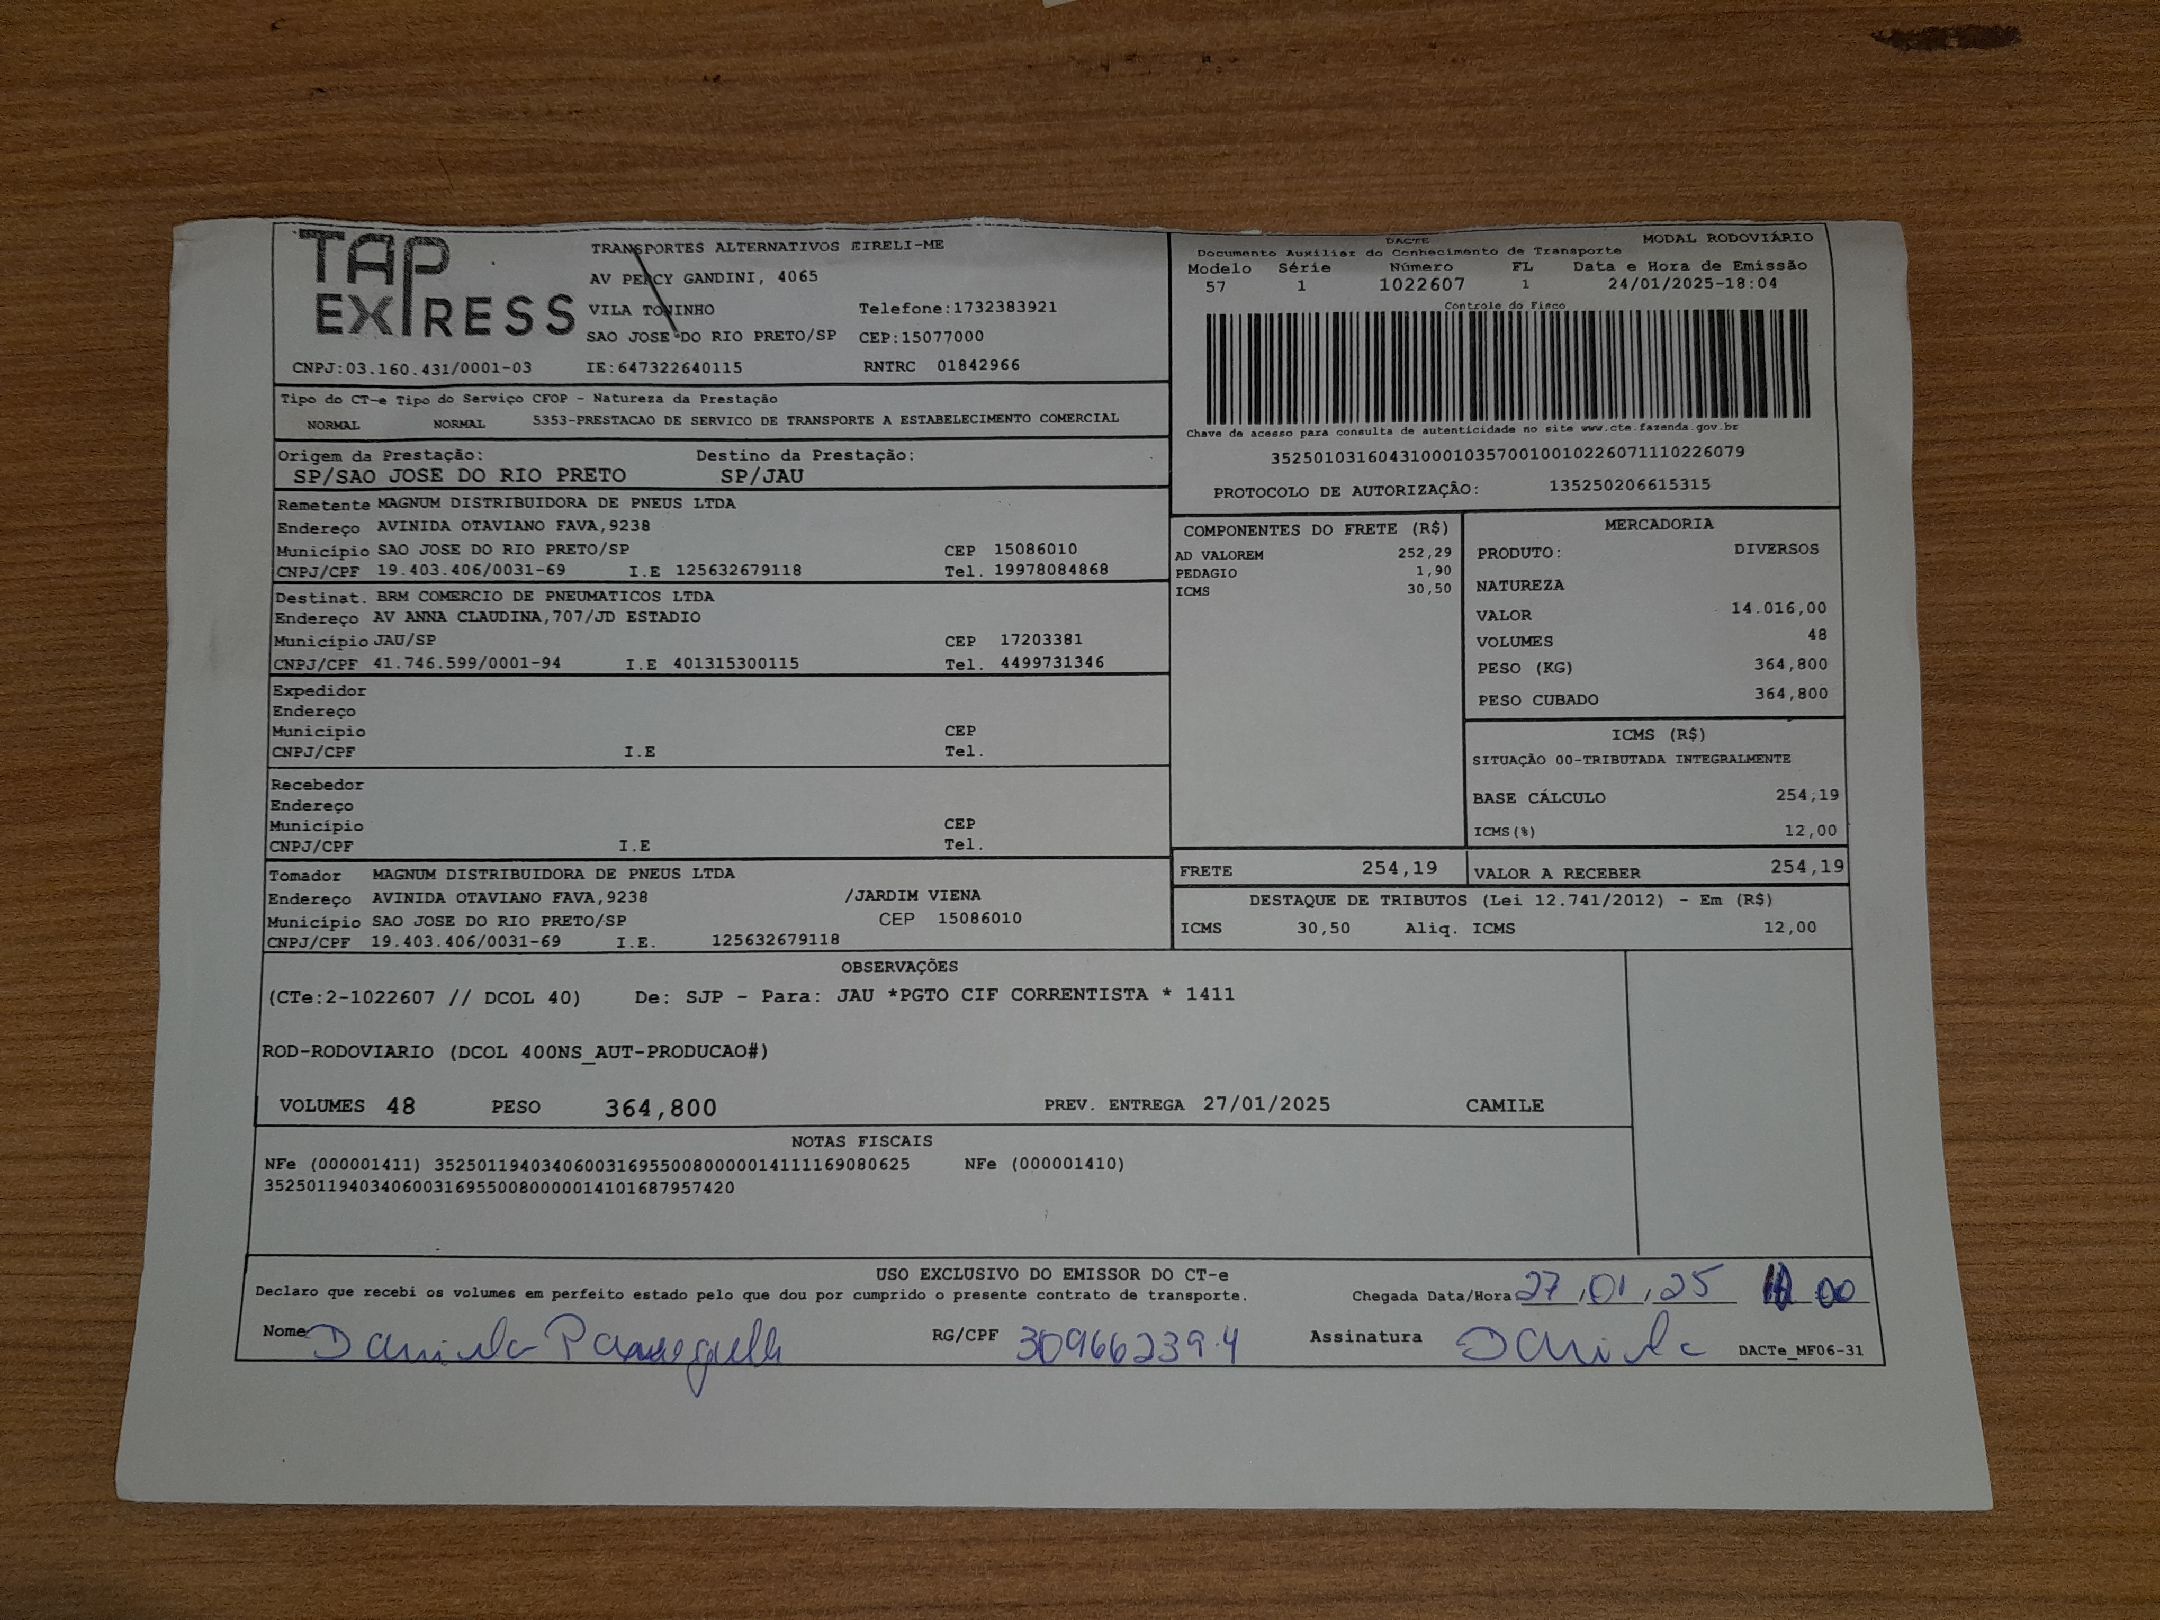 TAP EXPRESS
TRANSPORTES ALTERNATIVOS EIRELI-ME
AV PERCY GANDINI, 4065
VILA TONINHO Telefone:1732383921
SAO JOSE DO RIO PRETO/SP CEP:15077000
CNPJ:03.160.431/0001-03 IE:647322640115 RNTRC 01842966
DACTE MODAL RODOVIÁRIO
Documento Auxiliar do Conhecimento de Transporte
Modelo Série Número FL Data e Hora de Emissão
57 1 1022607 1 24/01/2025-18:04
Controle do Fisco
Chave de acesso para consulta de autenticidade no site www.cte.fazenda.gov.br
35250103160431000103570010010226071110226079
PROTOCOLO DE AUTORIZAÇÃO: 135250206615315
Tipo do CT-e Tipo do Serviço CFOP - Natureza da Prestação
NORMAL NORMAL 5353-PRESTACAO DE SERVICO DE TRANSPORTE A ESTABELECIMENTO COMERCIAL
Origem da Prestação: Destino da Prestação:
SP/SAO JOSE DO RIO PRETO SP/JAU
Remetente MAGNUM DISTRIBUIDORA DE PNEUS LTDA
Endereço AVINIDA OTAVIANO FAVA,9238
Município SAO JOSE DO RIO PRETO/SP CEP 15086010
CNPJ/CPF 19.403.406/0031-69 I.E 125632679118 Tel. 19978084868
Destinat. BRM COMERCIO DE PNEUMATICOS LTDA
Endereço AV ANNA CLAUDINA,707/JD ESTADIO
Município JAU/SP CEP 17203381
CNPJ/CPF 41.746.599/0001-94 I.E 401315300115 Tel. 4499731346
Expedidor
Endereço
Município CEP
CNPJ/CPF I.E Tel.
Recebedor
Endereço
Município CEP
CNPJ/CPF I.E Tel.
Tomador MAGNUM DISTRIBUIDORA DE PNEUS LTDA
Endereço AVINIDA OTAVIANO FAVA,9238 /JARDIM VIENA
Município SAO JOSE DO RIO PRETO/SP CEP 15086010
CNPJ/CPF 19.403.406/0031-69 I.E. 125632679118
COMPONENTES DO FRETE (R$)
AD VALOREM 252,29
PEDAGIO 1,90
ICMS 30,50
MERCADORIA
PRODUTO: DIVERSOS
NATUREZA
VALOR 14.016,00
VOLUMES 48
PESO (KG) 364,800
PESO CUBADO 364,800
ICMS (R$)
SITUAÇÃO 00-TRIBUTADA INTEGRALMENTE
BASE CÁLCULO 254,19
ICMS(%) 12,00
FRETE 254,19 VALOR A RECEBER 254,19
DESTAQUE DE TRIBUTOS (Lei 12.741/2012) - Em (R$)
ICMS 30,50 Aliq. ICMS 12,00
OBSERVAÇÕES
(CTe:2-1022607 // DCOL 40) De: SJP - Para: JAU *PGTO CIF CORRENTISTA * 1411
ROD-RODOVIARIO (DCOL 400NS_AUT-PRODUCAO#)
VOLUMES 48 PESO 364,800 PREV. ENTREGA 27/01/2025 CAMILE
NOTAS FISCAIS
NFe (000001411) 35250119403406003169550080000014111169080625 NFe (000001410)
35250119403406003169550080000014101687957420
USO EXCLUSIVO DO EMISSOR DO CT-e
Declaro que recebi os volumes em perfeito estado pelo que dou por cumprido o presente contrato de transporte. Chegada Data/Hora 27,01,25 00
Nome Daniela RG/CPF 30966239.4 Assinatura Daniela DACTe_MF06-31